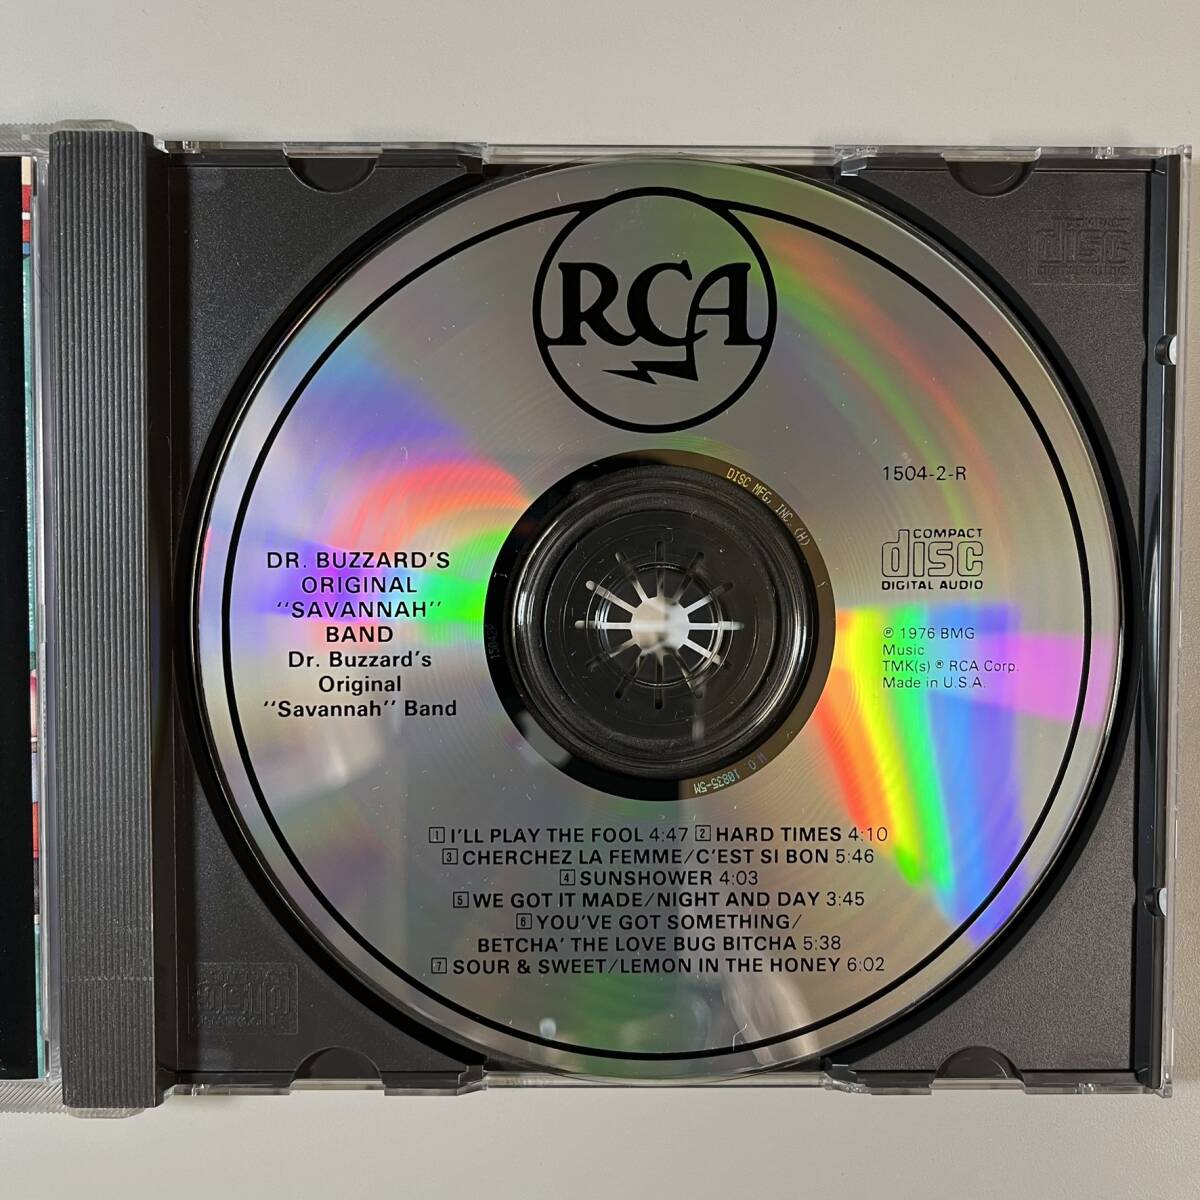 RCA
1504-2-R
COMPACT
disc
DIGITAL AUDIO
DR. BUZZARD'S
ORIGINAL
"SAVANNAH"
BAND
Dr. Buzzard's
Original
"Savannah" Band
℗ 1976 BMG
Music
TMK(s) ® RCA Corp.
Made in U.S.A.
DISC MFG, INC. (H)
W.O. 10835-5M
1 I'LL PLAY THE FOOL 4:47 2 HARD TIMES 4:10
3 CHERCHEZ LA FEMME/C'EST SI BON 5:46
4 SUNSHOWER 4:03
5 WE GOT IT MADE/NIGHT AND DAY 3:45
6 YOU'VE GOT SOMETHING/
BETCHA' THE LOVE BUG BITCHA 5:38
7 SOUR & SWEET/LEMON IN THE HONEY 6:02
disc